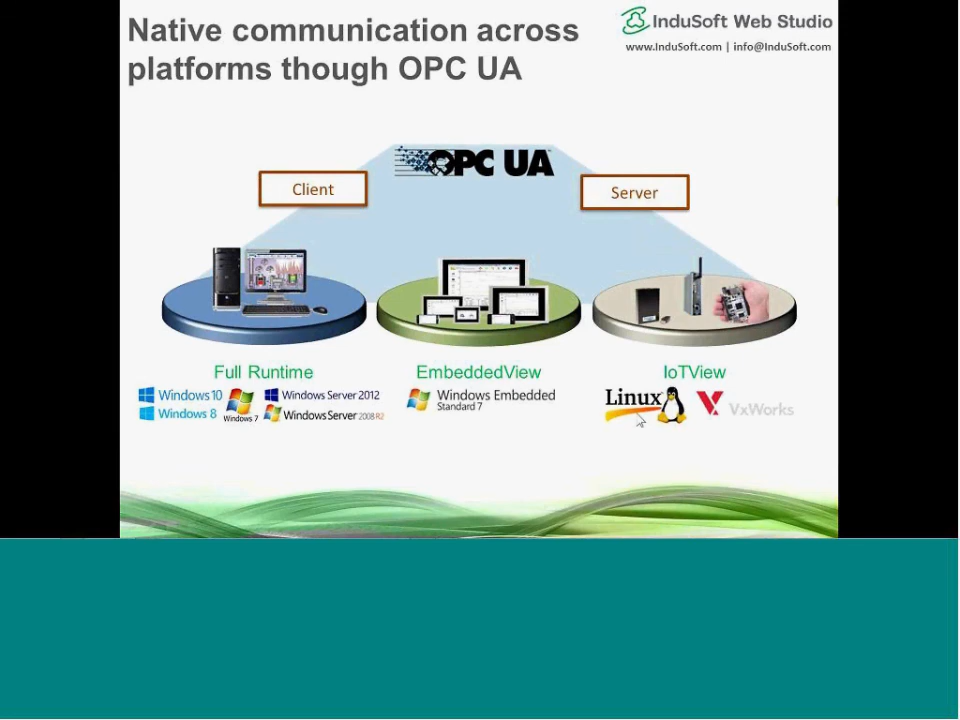 Native communication across
platforms though OPC UA
InduSoft Web Studio
www.InduSoft.com | info@InduSoft.com
OPC UA
Client
Server
Full Runtime
EmbeddedView
IoTView
Windows 10
Windows 8
Windows 7
Windows Server 2012
Windows Server 2008 R2
Windows Embedded
Standard 7
Linux
VxWorks